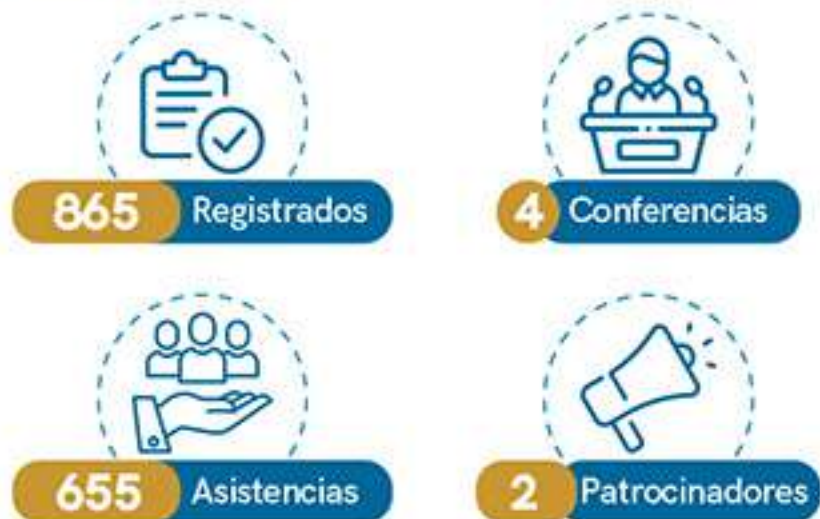 865 Registrados
4 Conferencias
655 Asistencias
2 Patrocinadores